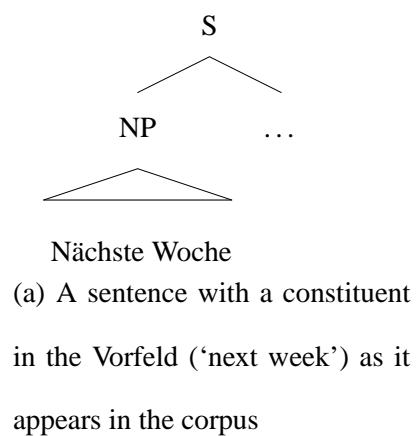 S
NP ...
Nächste Woche
(a) A sentence with a constituent
in the Vorfeld (‘next week’) as it
appears in the corpus